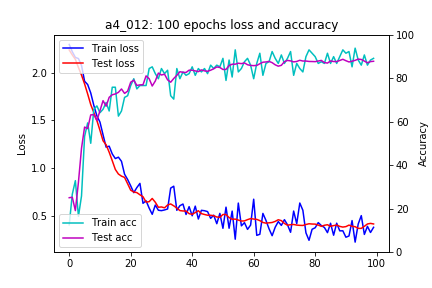 a4_012: 100 epochs loss and accuracy
Train loss
Test loss
Train acc
Test acc
Loss
2.0
1.5
1.0
0.5
Accuracy
100
80
60
40
20
0
0
20
40
60
80
100